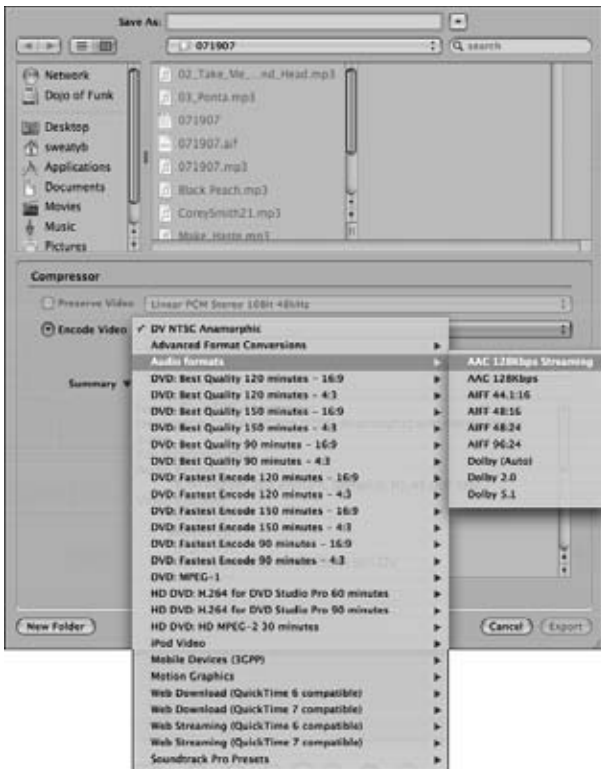 Save As:
071907
search
Network
Dojo of Funk
Desktop
sweatyb
Applications
Documents
Movies
Music
Pictures
02_Take_Me_...nd_Head.mp3
03_Ponta.mp3
071907
071907.aif
071907.mp3
Black Peach.mp3
CoreySmith21.mp3
Make_Haste.mp3
Compressor
Preserve Video
Linear PCM Stereo 48kHz
Encode Video
✓ DV NTSC Anamorphic
Advanced Format Conversions
Audio formats
Summary
DVD: Best Quality 120 minutes - 16:9
DVD: Best Quality 120 minutes - 4:3
DVD: Best Quality 150 minutes - 16:9
DVD: Best Quality 150 minutes - 4:3
DVD: Best Quality 90 minutes - 16:9
DVD: Best Quality 90 minutes - 4:3
DVD: Fastest Encode 120 minutes - 16:9
DVD: Fastest Encode 120 minutes - 4:3
DVD: Fastest Encode 150 minutes - 16:9
DVD: Fastest Encode 150 minutes - 4:3
DVD: Fastest Encode 90 minutes - 16:9
DVD: Fastest Encode 90 minutes - 4:3
DVD: MPEG-1
HD DVD: H.264 for DVD Studio Pro 60 minutes
HD DVD: H.264 for DVD Studio Pro 90 minutes
HD DVD: HD MPEG-2 30 minutes
iPod Video
Mobile Devices (3GPP)
Motion Graphics
Web Download (QuickTime 6 compatible)
Web Download (QuickTime 7 compatible)
Web Streaming (QuickTime 6 compatible)
Web Streaming (QuickTime 7 compatible)
Soundtrack Pro Presets
AAC 128Kbps Streaming
AAC 128Kbps
AIFF 44.1:16
AIFF 48:16
AIFF 48:24
AIFF 96:24
Dolby (Auto)
Dolby 2.0
Dolby 5.1
New Folder
Cancel
Export